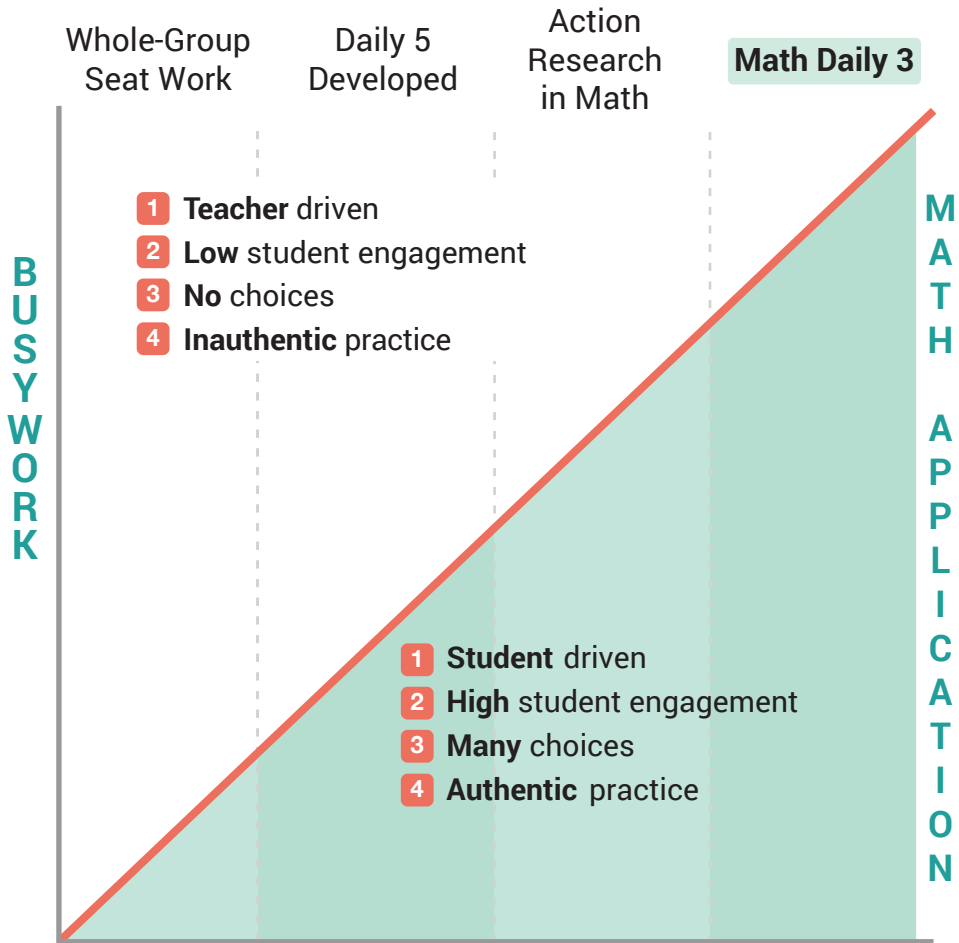 Whole-Group
Seat Work
Daily 5
Developed
Action
Research
in Math
Math Daily 3
BUSYWORK
1 Teacher driven
2 Low student engagement
3 No choices
4 Inauthentic practice
1 Student driven
2 High student engagement
3 Many choices
4 Authentic practice
MATH APPLICATION